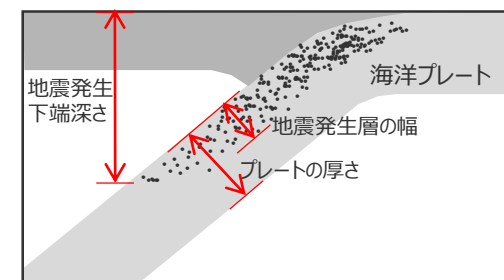 海洋プレート
地震発生
下端深さ
地震発生層の幅
プレートの厚さ